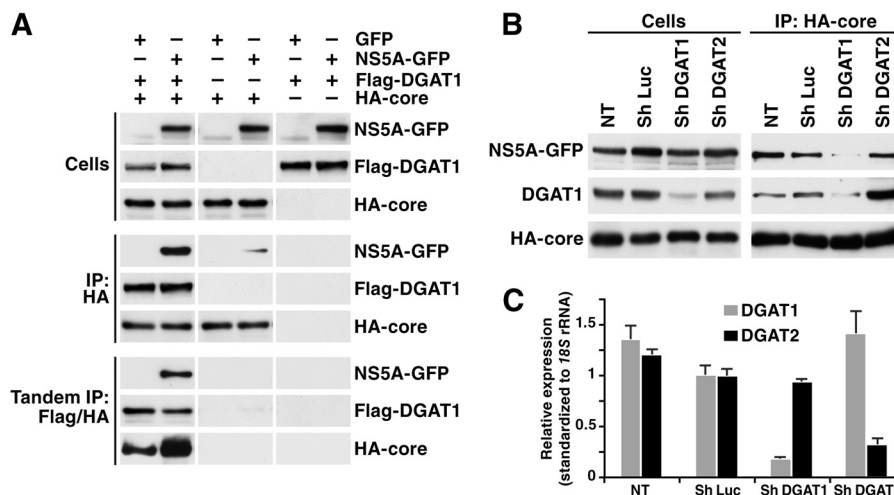 A
+ - + - + - GFP
- + - + - + NS5A-GFP
+ + - - + + Flag-DGAT1
+ + + + - - HA-core
Cells
NS5A-GFP
Flag-DGAT1
HA-core
IP:
HA
NS5A-GFP
Flag-DGAT1
HA-core
Tandem IP:
Flag/HA
NS5A-GFP
Flag-DGAT1
HA-core
B
Cells
IP: HA-core
NT
Sh Luc
Sh DGAT1
Sh DGAT2
NT
Sh Luc
Sh DGAT1
Sh DGAT2
NS5A-GFP
DGAT1
HA-core
C
Relative expression
(standardized to 18S rRNA)
1.5
1
0.5
0
DGAT1
DGAT2
NT
Sh Luc
Sh DGAT1
Sh DGAT